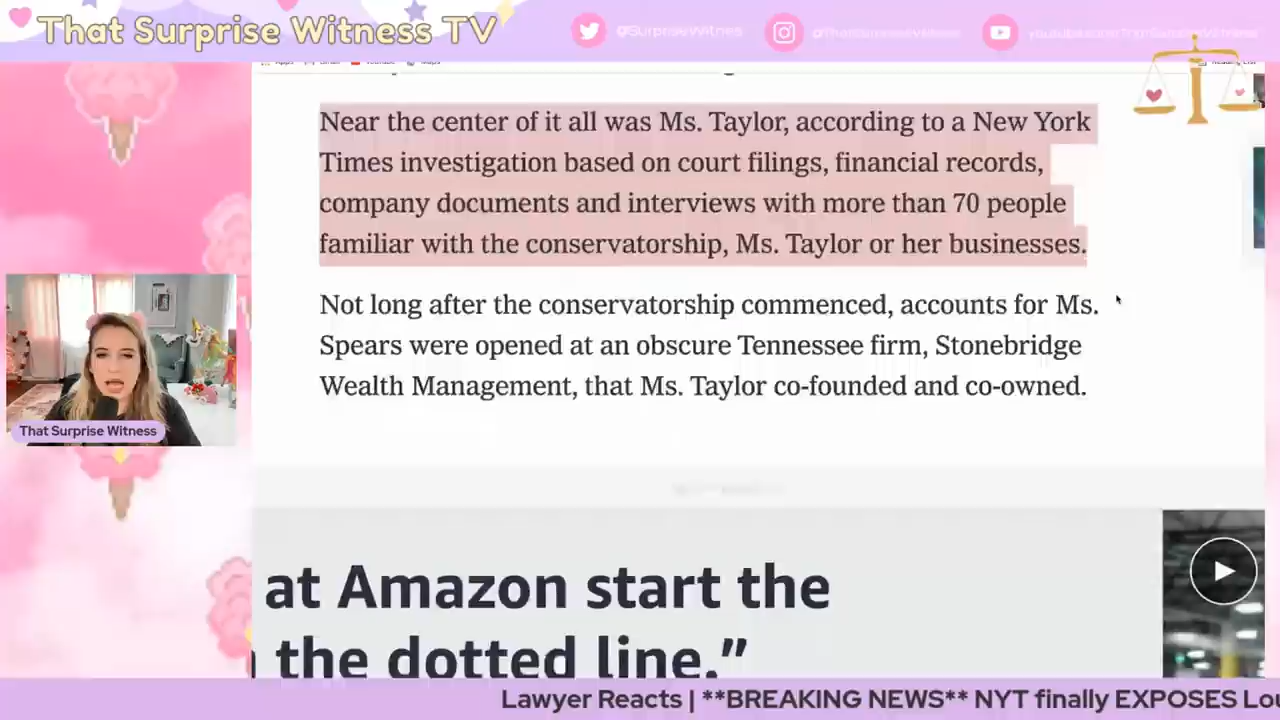 That Surprise Witness TV
@SurpriseWitnes
Near the center of it all was Ms. Taylor, according to a New York
Times investigation based on court filings, financial records,
company documents and interviews with more than 70 people
familiar with the conservatorship, Ms. Taylor or her businesses.
Not long after the conservatorship commenced, accounts for Ms.
Spears were opened at an obscure Tennessee firm, Stonebridge
Wealth Management, that Ms. Taylor co-founded and co-owned.
That Surprise Witness
at Amazon start the
the dotted line.”
Lawyer Reacts | **BREAKING NEWS** NYT finally EXPOSES Lou